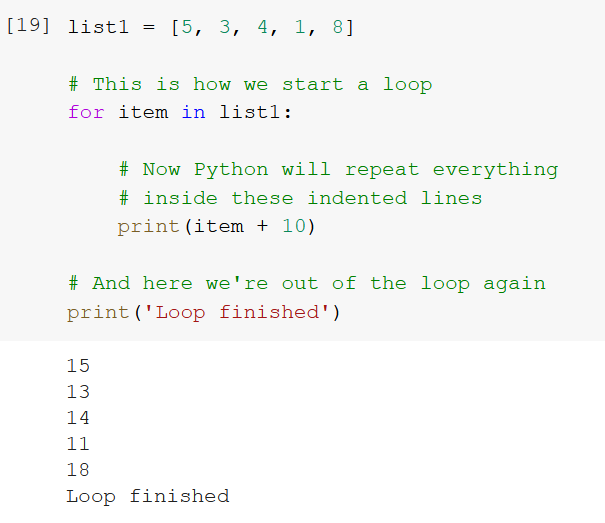 [19] list1 = [5, 3, 4, 1, 8]
# This is how we start a loop
for item in list1:
# Now Python will repeat everything
# inside these indented lines
print(item + 10)
# And here we're out of the loop again
print('Loop finished')
15
13
14
11
18
Loop finished